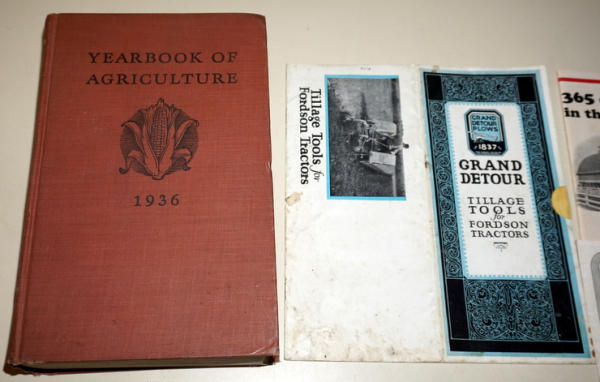 YEARBOOK OF
AGRICULTURE
1936
Tillage Tools for
Fordson Tractors
GRAND
DETOUR
PLOWS
1837
GRAND
DETOUR
TILLAGE
TOOLS
for
FORDSON
TRACTORS
365
in th